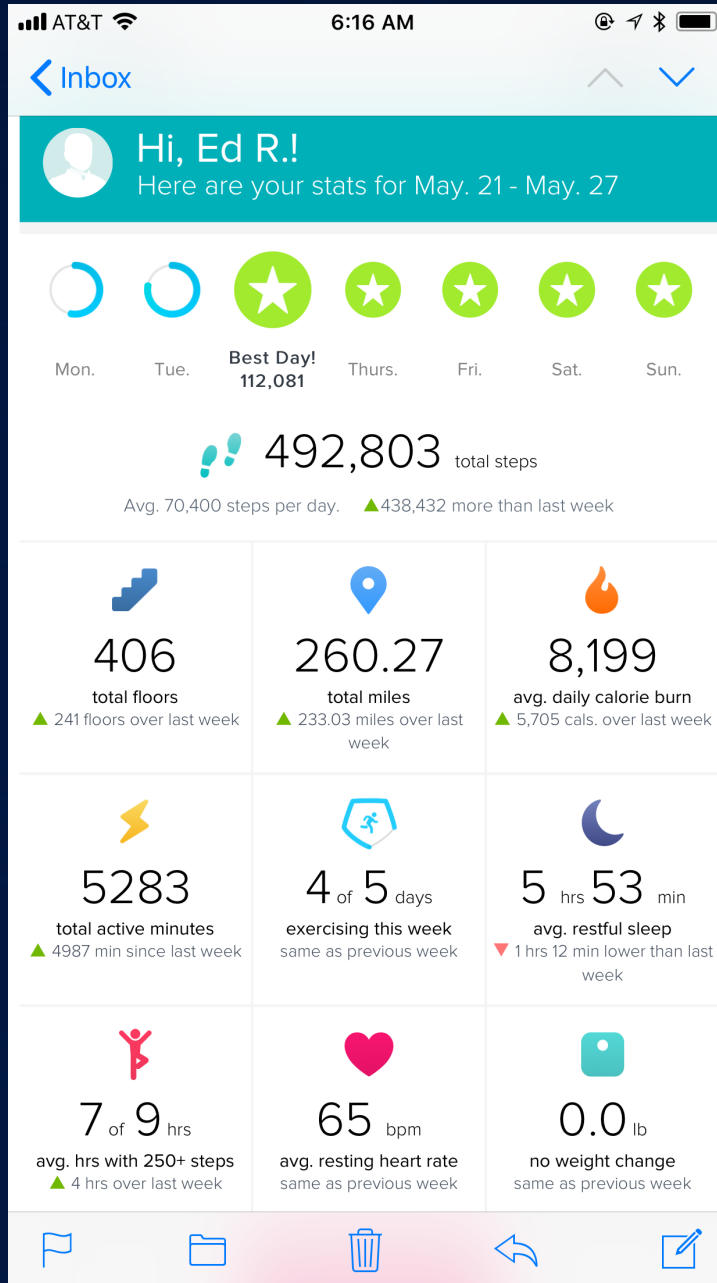 AT&T 6:16 AM
Inbox
Hi, Ed R.!
Here are your stats for May. 21 - May. 27
Mon. Tue. Best Day! Thurs. Fri. Sat. Sun.
112,081
492,803 total steps
Avg. 70,400 steps per day. 438,432 more than last week
406
total floors
241 floors over last week
260.27
total miles
233.03 miles over last
week
8,199
avg. daily calorie burn
5,705 cals. over last week
5283
total active minutes
4987 min since last week
4 of 5 days
exercising this week
same as previous week
5 hrs 53 min
avg. restful sleep
1 hrs 12 min lower than last
week
7 of 9 hrs
avg. hrs with 250+ steps
4 hrs over last week
65 bpm
avg. resting heart rate
same as previous week
0.0 lb
no weight change
same as previous week